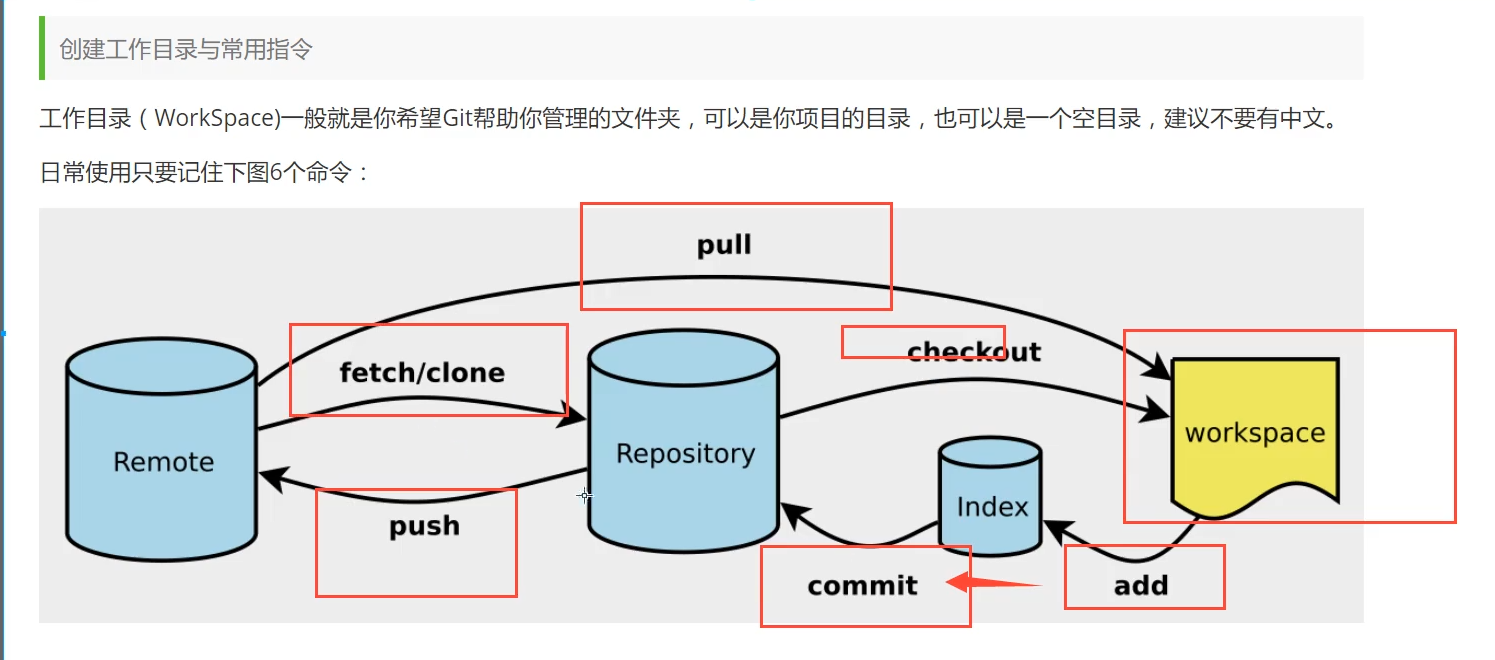 创建工作目录与常用指令
工作目录（WorkSpace)一般就是你希望Git帮助你管理的文件夹，可以是你项目的目录，也可以是一个空目录，建议不要有中文。
日常使用只要记住下图6个命令：
pull
fetch/clone
checkout
Remote
Repository
workspace
Index
push
commit
add